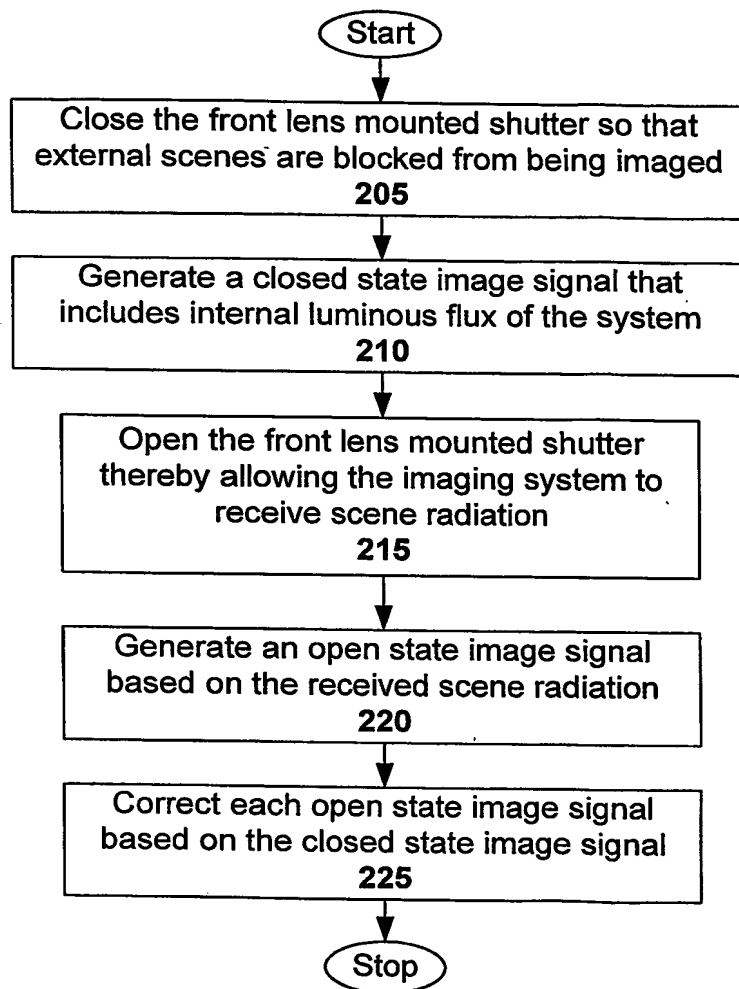 Start
Close the front lens mounted shutter so that
external scenes are blocked from being imaged
205
Generate a closed state image signal that
includes internal luminous flux of the system
210
Open the front lens mounted shutter
thereby allowing the imaging system to
receive scene radiation
215
Generate an open state image signal
based on the received scene radiation
220
Correct each open state image signal
based on the closed state image signal
225
Stop